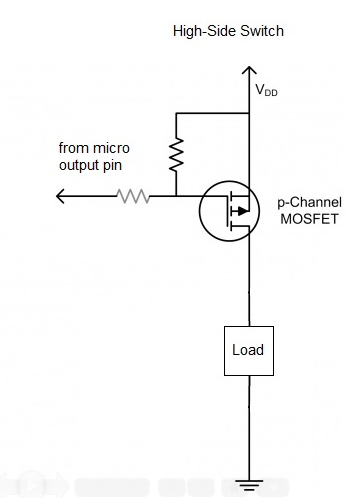 High-Side Switch
VDD
from micro
output pin
p-Channel
MOSFET
Load